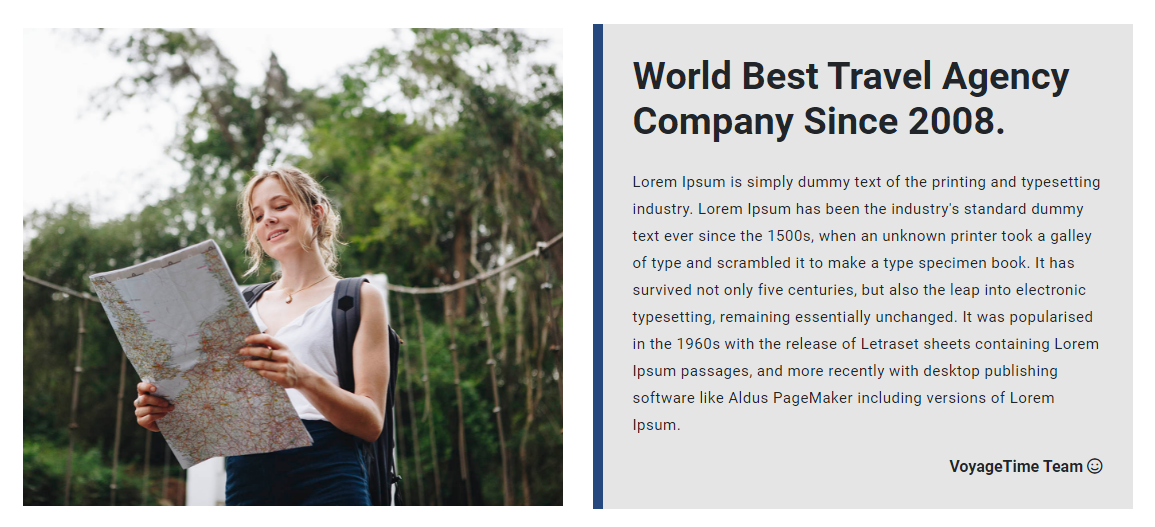 World Best Travel Agency
Company Since 2008.
Lorem Ipsum is simply dummy text of the printing and typesetting
industry. Lorem Ipsum has been the industry's standard dummy
text ever since the 1500s, when an unknown printer took a galley
of type and scrambled it to make a type specimen book. It has
survived not only five centuries, but also the leap into electronic
typesetting, remaining essentially unchanged. It was popularised
in the 1960s with the release of Letraset sheets containing Lorem
Ipsum passages, and more recently with desktop publishing
software like Aldus PageMaker including versions of Lorem
Ipsum.
VoyageTime Team